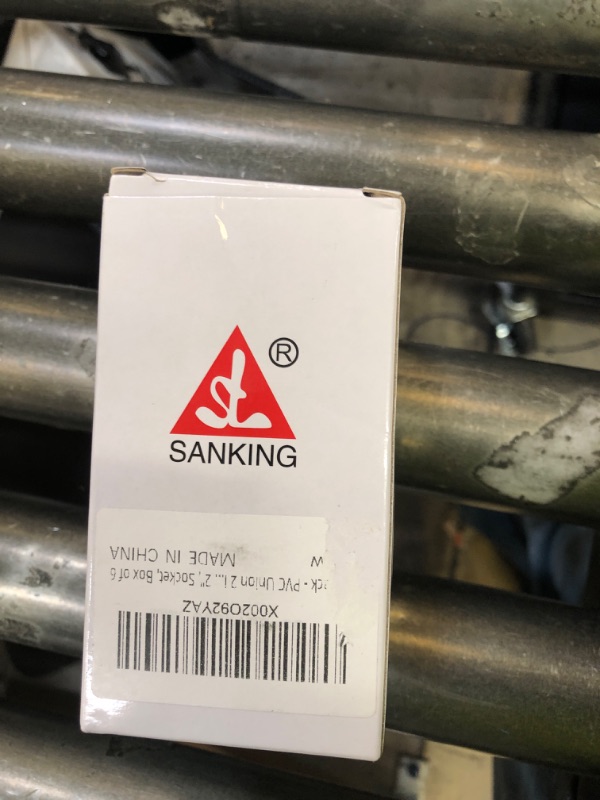 ®
SANKING
X002O92YAZ
ck - PVC Union 2 i... 2", Socket, Box of 6
W
MADE IN CHINA